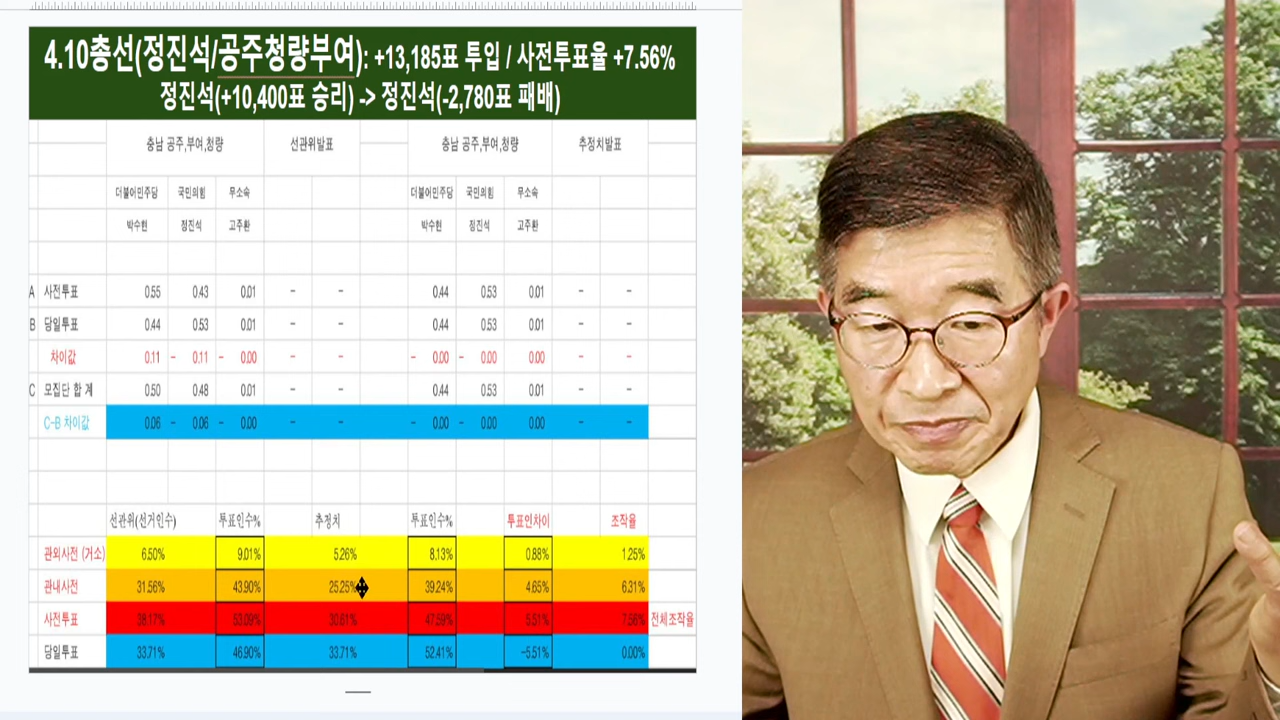 4.10총선(정진석/공주청량부여): +13,185표 투입 / 사전투표율 +7.56%
정진석(+10,400표 승리) -> 정진석(-2,780표 패배)
충남 공주,부여,청량 선관위발표 충남 공주,부여,청량 추정치발표
더불어민주당 국민의힘 무소속 더불어민주당 국민의힘 무소속
박수현 정진석 고주환 박수현 정진석 고주환
A 사전투표 0.55 0.43 0.01 - - 0.44 0.53 0.01 - -
B 당일투표 0.44 0.53 0.01 - - 0.44 0.53 0.01 - -
차이값 0.11 - 0.11 - 0.00 - - - 0.00 - 0.00 0.00 - -
C 모집단 합 계 0.50 0.48 0.01 - - 0.44 0.53 0.01 - -
C-B 차이값 0.06 - 0.06 - 0.00 - - - 0.00 - 0.00 0.00 - -
선관위(선거인수) 투표인수% 추정치 투표인수% 투표인차이 조작율
관외사전 (거소) 6.50% 9.01% 5.26% 8.13% 0.88% 1.25%
관내사전 31.56% 43.90% 25.25% 39.24% 4.65% 6.31%
사전투표 38.17% 53.09% 30.61% 47.59% 5.51% 7.56% 전체조작율
당일투표 33.71% 46.90% 33.71% 52.41% -5.51% 0.00%